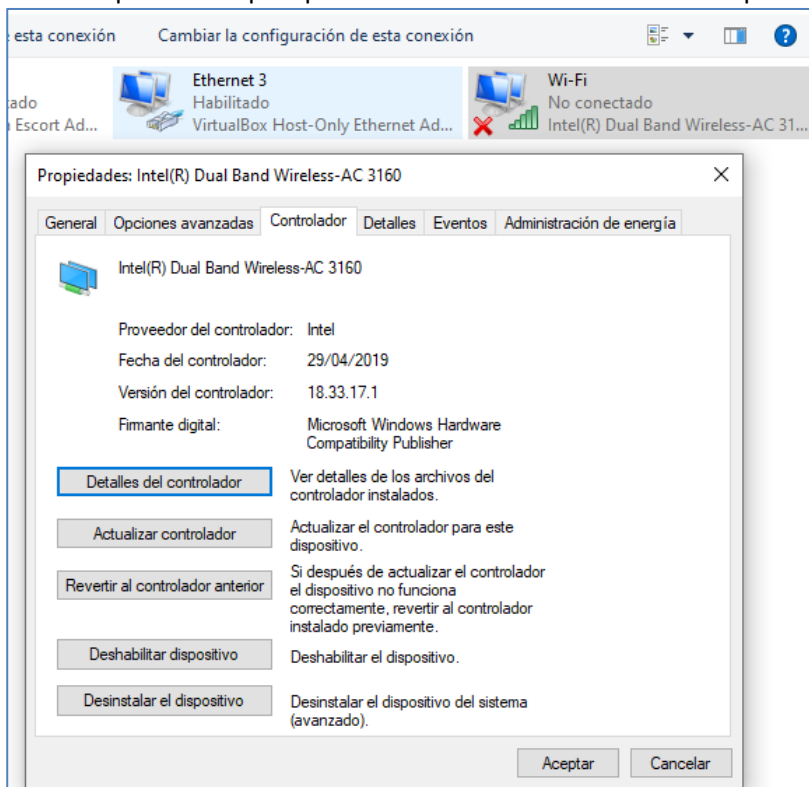 esta conexión Cambiar la configuración de esta conexión
Ethernet 3
Habilitado
VirtualBox Host-Only Ethernet Ad...
Escort Ad...
Wi-Fi
No conectado
Intel(R) Dual Band Wireless-AC 31...
Propiedades: Intel(R) Dual Band Wireless-AC 3160
General Opciones avanzadas Controlador Detalles Eventos Administración de energía
Intel(R) Dual Band Wireless-AC 3160
Proveedor del controlador: Intel
Fecha del controlador: 29/04/2019
Versión del controlador: 18.33.17.1
Firmante digital: Microsoft Windows Hardware
Compatibility Publisher
Detalles del controlador
Ver detalles de los archivos del
controlador instalados.
Actualizar controlador
Actualizar el controlador para este
dispositivo.
Revertir al controlador anterior
Si después de actualizar el controlador
el dispositivo no funciona
correctamente, revertir al controlador
instalado previamente.
Deshabilitar dispositivo
Deshabilitar el dispositivo.
Desinstalar el dispositivo
Desinstalar el dispositivo del sistema
(avanzado).
Aceptar Cancelar